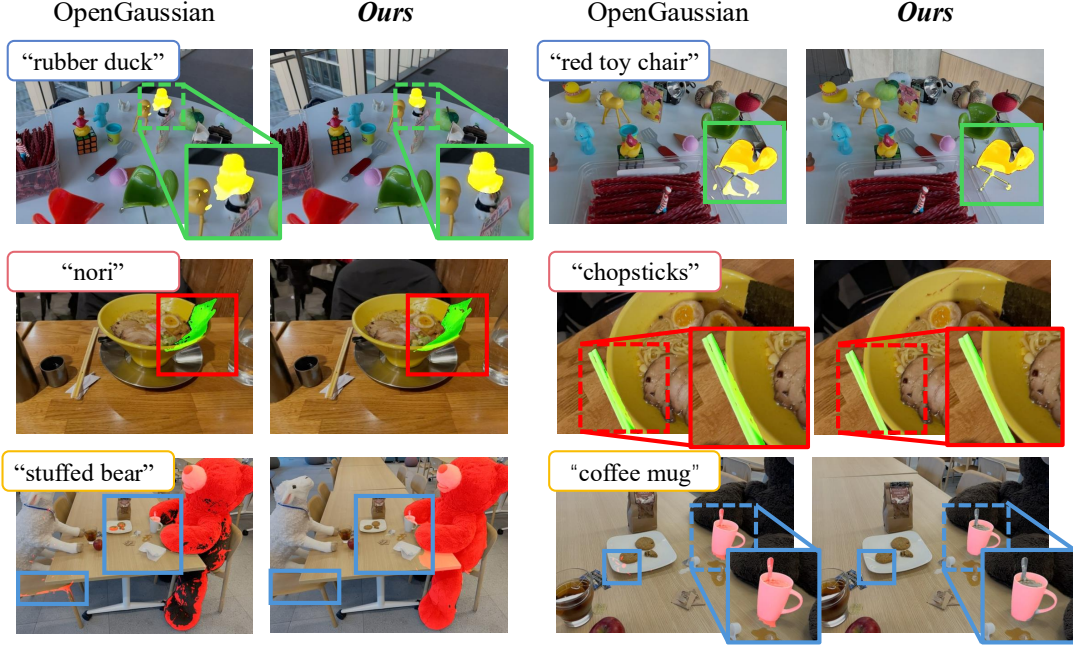 OpenGaussian
Ours
OpenGaussian
Ours
“rubber duck”
“red toy chair”
“nori”
“chopsticks”
“stuffed bear”
“coffee mug”